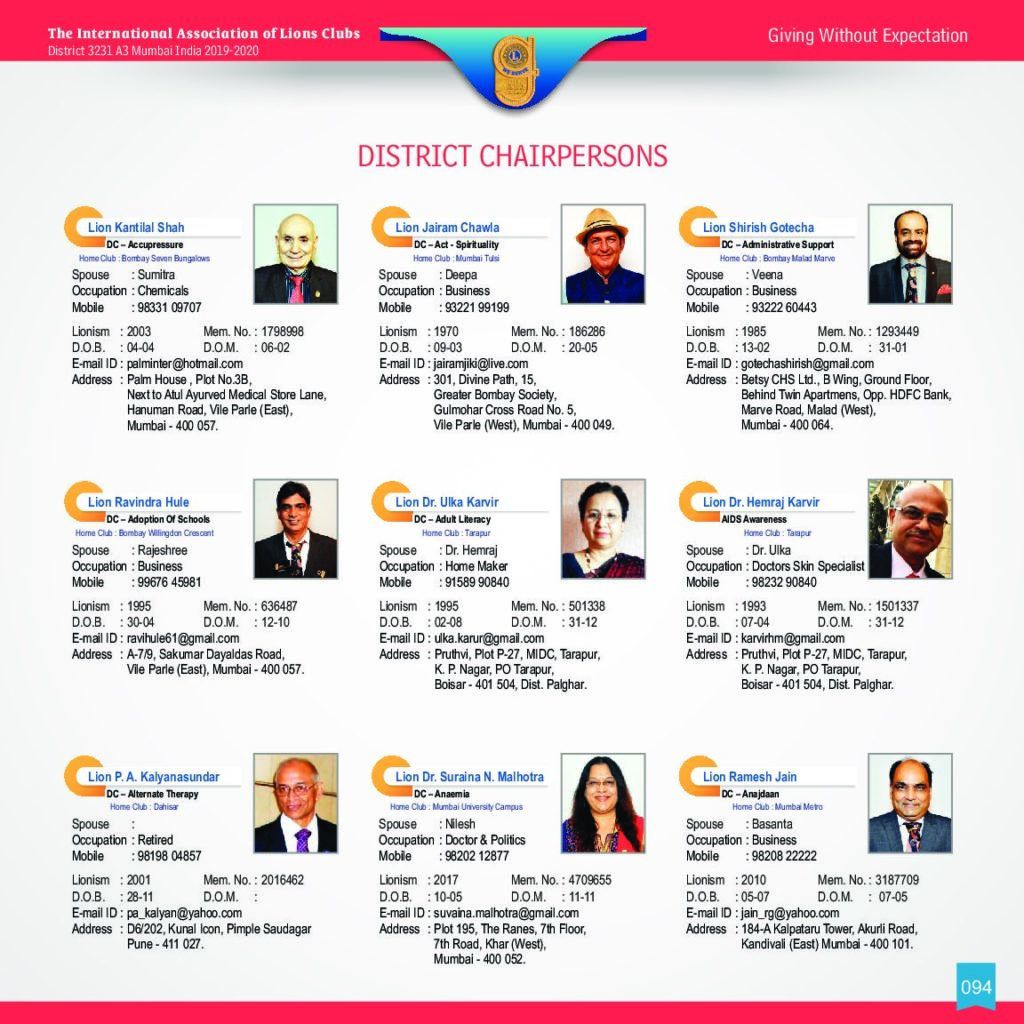 The International Association of Lions Clubs
District 3231 A3 Mumbai India 2019-2020
Giving Without Expectation
DISTRICT CHAIRPERSONS
Lion Kantilal Shah
DC – Accupressure
Home Club : Bombay Seven Bungalows
Spouse : Sumitra
Occupation : Chemicals
Mobile : 98331 09707
Lionism : 2003 Mem. No. : 1798998
D.O.B. : 04-04 D.O.M. : 06-02
E-mail ID : palminter@hotmail.com
Address : Palm House , Plot No.3B,
Next to Atul Ayurved Medical Store Lane,
Hanuman Road, Vile Parle (East),
Mumbai - 400 057.
Lion Jairam Chawla
DC – Act - Spirituality
Home Club : Mumbai Tulsi
Spouse : Deepa
Occupation : Business
Mobile : 93221 99199
Lionism : 1970 Mem. No. : 186286
D.O.B. : 09-03 D.O.M. : 20-05
E-mail ID : jairamjiki@live.com
Address : 301, Divine Path, 15,
Greater Bombay Society,
Gulmohar Cross Road No. 5,
Vile Parle (West), Mumbai - 400 049.
Lion Shirish Gotecha
DC – Administrative Support
Home Club : Bombay Malad Marve
Spouse : Veena
Occupation : Business
Mobile : 93222 60443
Lionism : 1985 Mem. No. : 1293449
D.O.B. : 13-02 D.O.M. : 31-01
E-mail ID : gotechashirish@gmail.com
Address : Betsy CHS Ltd., B Wing, Ground Floor,
Behind Twin Apartmens, Opp. HDFC Bank,
Marve Road, Malad (West),
Mumbai - 400 064.
Lion Ravindra Hule
DC – Adoption Of Schools
Home Club : Bombay Willingdon Crescent
Spouse : Rajeshree
Occupation : Business
Mobile : 99676 45981
Lionism : 1995 Mem. No. : 636487
D.O.B. : 30-04 D.O.M. : 12-10
E-mail ID : ravihule61@gmail.com
Address : A-7/9, Sakumar Dayaldas Road,
Vile Parle (East), Mumbai - 400 057.
Lion Dr. Ulka Karvir
DC – Adult Literacy
Home Club : Tarapur
Spouse : Dr. Hemraj
Occupation : Home Maker
Mobile : 91589 90840
Lionism : 1995 Mem. No. : 501338
D.O.B. : 02-08 D.O.M. : 31-12
E-mail ID : ulka.karur@gmail.com
Address : Pruthvi, Plot P-27, MIDC, Tarapur,
K. P. Nagar, PO Tarapur,
Boisar - 401 504, Dist. Palghar.
Lion Dr. Hemraj Karvir
AIDS Awareness
Home Club : Tarapur
Spouse : Dr. Ulka
Occupation : Doctors Skin Specialist
Mobile : 98232 90840
Lionism : 1993 Mem. No. : 1501337
D.O.B. : 07-04 D.O.M. : 31-12
E-mail ID : karvirhm@gmail.com
Address : Pruthvi, Plot P-27, MIDC, Tarapur,
K. P. Nagar, PO Tarapur,
Boisar - 401 504, Dist. Palghar.
Lion P. A. Kalyanasundar
DC – Alternate Therapy
Home Club : Dahisar
Spouse :
Occupation : Retired
Mobile : 98198 04857
Lionism : 2001 Mem. No. : 2016462
D.O.B. : 28-11 D.O.M. :
E-mail ID : pa_kalyan@yahoo.com
Address : D6/202, Kunal Icon, Pimple Saudagar
Pune - 411 027.
Lion Dr. Suraina N. Malhotra
DC – Anaemia
Home Club : Mumbai University Campus
Spouse : Nilesh
Occupation : Doctor & Politics
Mobile : 98202 12877
Lionism : 2017 Mem. No. : 4709655
D.O.B. : 10-05 D.O.M. : 11-11
E-mail ID : suvaina.malhotra@gmail.com
Address : Plot 195, The Ranes, 7th Floor,
7th Road, Khar (West),
Mumbai - 400 052.
Lion Ramesh Jain
DC – Anajdaan
Home Club : Mumbai Metro
Spouse : Basanta
Occupation : Business
Mobile : 98208 22222
Lionism : 2010 Mem. No. : 3187709
D.O.B. : 05-07 D.O.M. : 07-05
E-mail ID : jain_rg@yahoo.com
Address : 184-A Kalpataru Tower, Akurli Road,
Kandivali (East) Mumbai - 400 101.
094